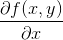 ∂f(x, y)
∂x